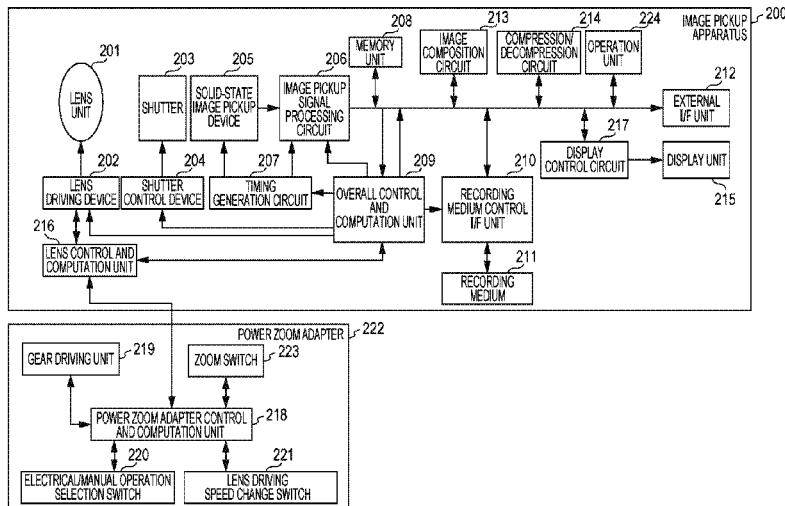 200
IMAGE PICKUP
APPARATUS
201
LENS
UNIT
203
SHUTTER
205
SOLID-STATE
IMAGE PICKUP
DEVICE
206
IMAGE PICKUP
SIGNAL
PROCESSING
CIRCUIT
208
MEMORY
UNIT
213
IMAGE
COMPOSITION
CIRCUIT
214
COMPRESSION/
DECOMPRESSION
CIRCUIT
224
OPERATION
UNIT
212
EXTERNAL
I/F UNIT
202
LENS
DRIVING DEVICE
204
SHUTTER
CONTROL DEVICE
207
TIMING
GENERATION CIRCUIT
209
OVERALL CONTROL
AND
COMPUTATION UNIT
210
RECORDING
MEDIUM CONTROL
I/F UNIT
217
DISPLAY
CONTROL CIRCUIT
DISPLAY UNIT
215
216
LENS CONTROL AND
COMPUTATION UNIT
211
RECORDING
MEDIUM
222
POWER ZOOM ADAPTER
219
GEAR DRIVING UNIT
223
ZOOM SWITCH
218
POWER ZOOM ADAPTER CONTROL
AND COMPUTATION UNIT
220
ELECTRICAL/MANUAL OPERATION
SELECTION SWITCH
221
LENS DRIVING
SPEED CHANGE SWITCH